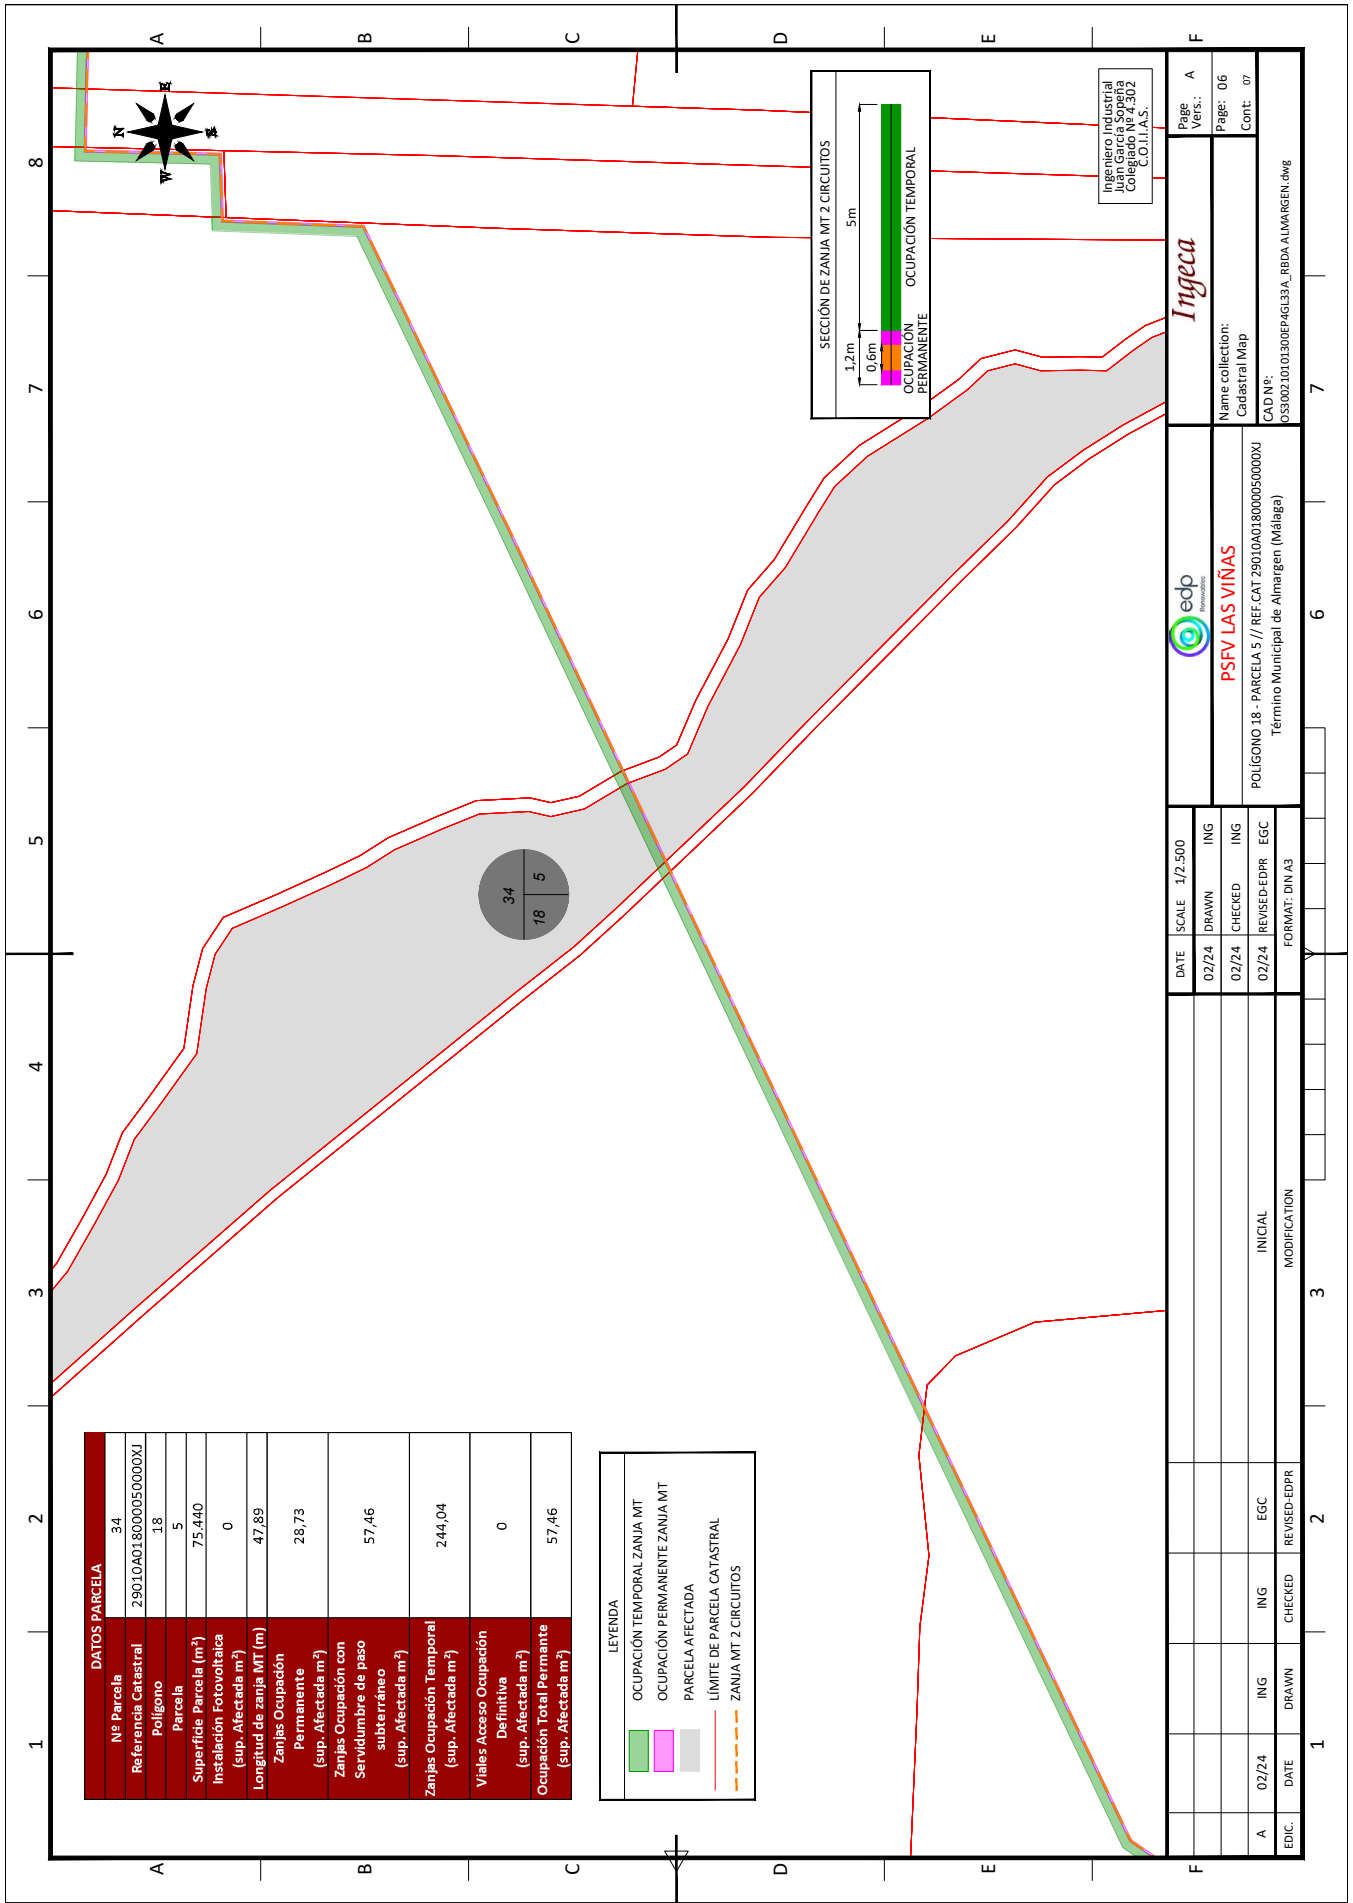 1
2
3
4
5
6
7
8
A
B
C
D
E
F
DATOS PARCELA
Nº Parcela 34
Referencia Catastral 29010A018000050000XJ
Polígono 18
Parcela 5
Superficie Parcela (m²) 75.440
Instalación Fotovoltaica
(sup. Afectada m²) 0
Longitud de zanja MT (m) 47,89
Zanjas Ocupación
Permanente
(sup. Afectada m²) 28,73
Zanjas Ocupación con
Servidumbre de paso
subterráneo
(sup. Afectada m²) 57,46
Zanjas Ocupación Temporal
(sup. Afectada m²) 244,04
Viales Acceso Ocupación
Definitiva
(sup. Afectada m²) 0
Ocupación Total Permante
(sup. Afectada m²) 57,46
N
W
E
34
18 5
LEYENDA
OCUPACIÓN TEMPORAL ZANJA MT
OCUPACIÓN PERMANENTE ZANJA MT
PARCELA AFECTADA
LÍMITE DE PARCELA CATASTRAL
ZANJA MT 2 CIRCUITOS
SECCIÓN DE ZANJA MT 2 CIRCUITOS
1,2m
5m
0,6m
OCUPACIÓN
PERMANENTE
OCUPACIÓN TEMPORAL
Ingeniero Industrial
Juan García Sopeña
Colegiado Nº 4.302
C.O.I.I.A.S.
A 02/24 ING ING EGC INICIAL
EDIC. DATE DRAWN CHECKED REVISED-EDPR MODIFICATION
DATE SCALE 1/2.500
02/24 DRAWN ING
02/24 CHECKED ING
02/24 REVISED-EDPR EGC
FORMAT: DIN A3
edp
Renewables
PSFV LAS VIÑAS
POLÍGONO 18 - PARCELA 5 // REF.CAT 29010A018000050000XJ
Término Municipal de Almargen (Málaga)
Ingeca
Name collection:
Cadastral Map
CAD Nº:
OS300210101300EP4GL33A_RBDA ALMARGEN.dwg
Page
Vers.: A
Page: 06
Cont: 07
1
2
3
5
6
7
A
B
C
D
E
F